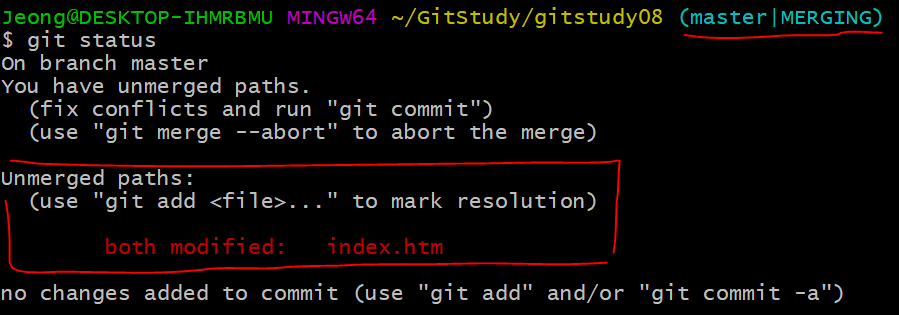 Jeong@DESKTOP-IHMRBMU MINGW64 ~/GitStudy/gitstudy08 (master|MERGING)
$ git status
On branch master
You have unmerged paths.
  (fix conflicts and run "git commit")
  (use "git merge --abort" to abort the merge)

Unmerged paths:
  (use "git add <file>..." to mark resolution)

        both modified:   index.htm

no changes added to commit (use "git add" and/or "git commit -a")